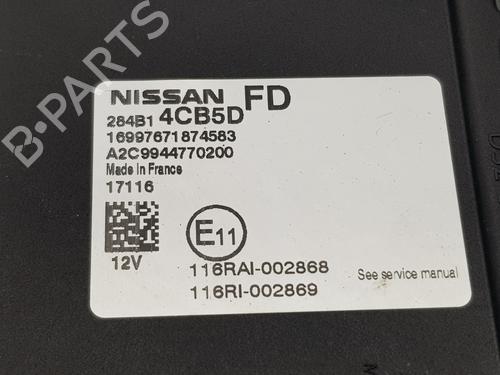 NISSAN FD
284B1 4CB5D
16997671874583
A2C9944770200
Made in France
17116
E11
12V
116RAI-002868
116RI-002869
See service manual